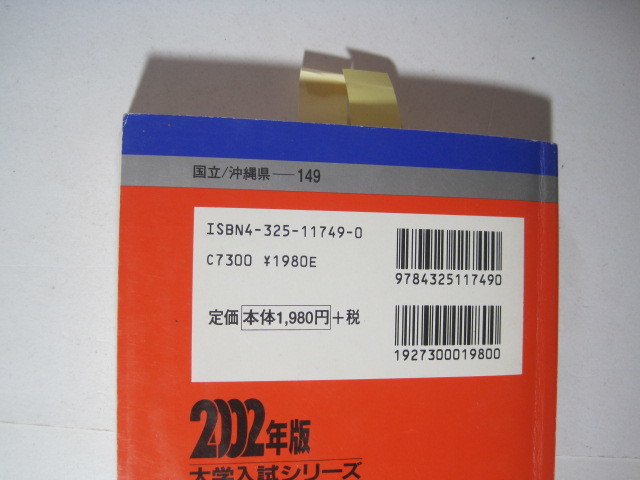 国立/沖縄県──149
ISBN4-325-11749-0
C7300 ¥1980E
9784325117490
定価 本体1,980円+税
1927300019800
2002年版
大学入試シリーズ